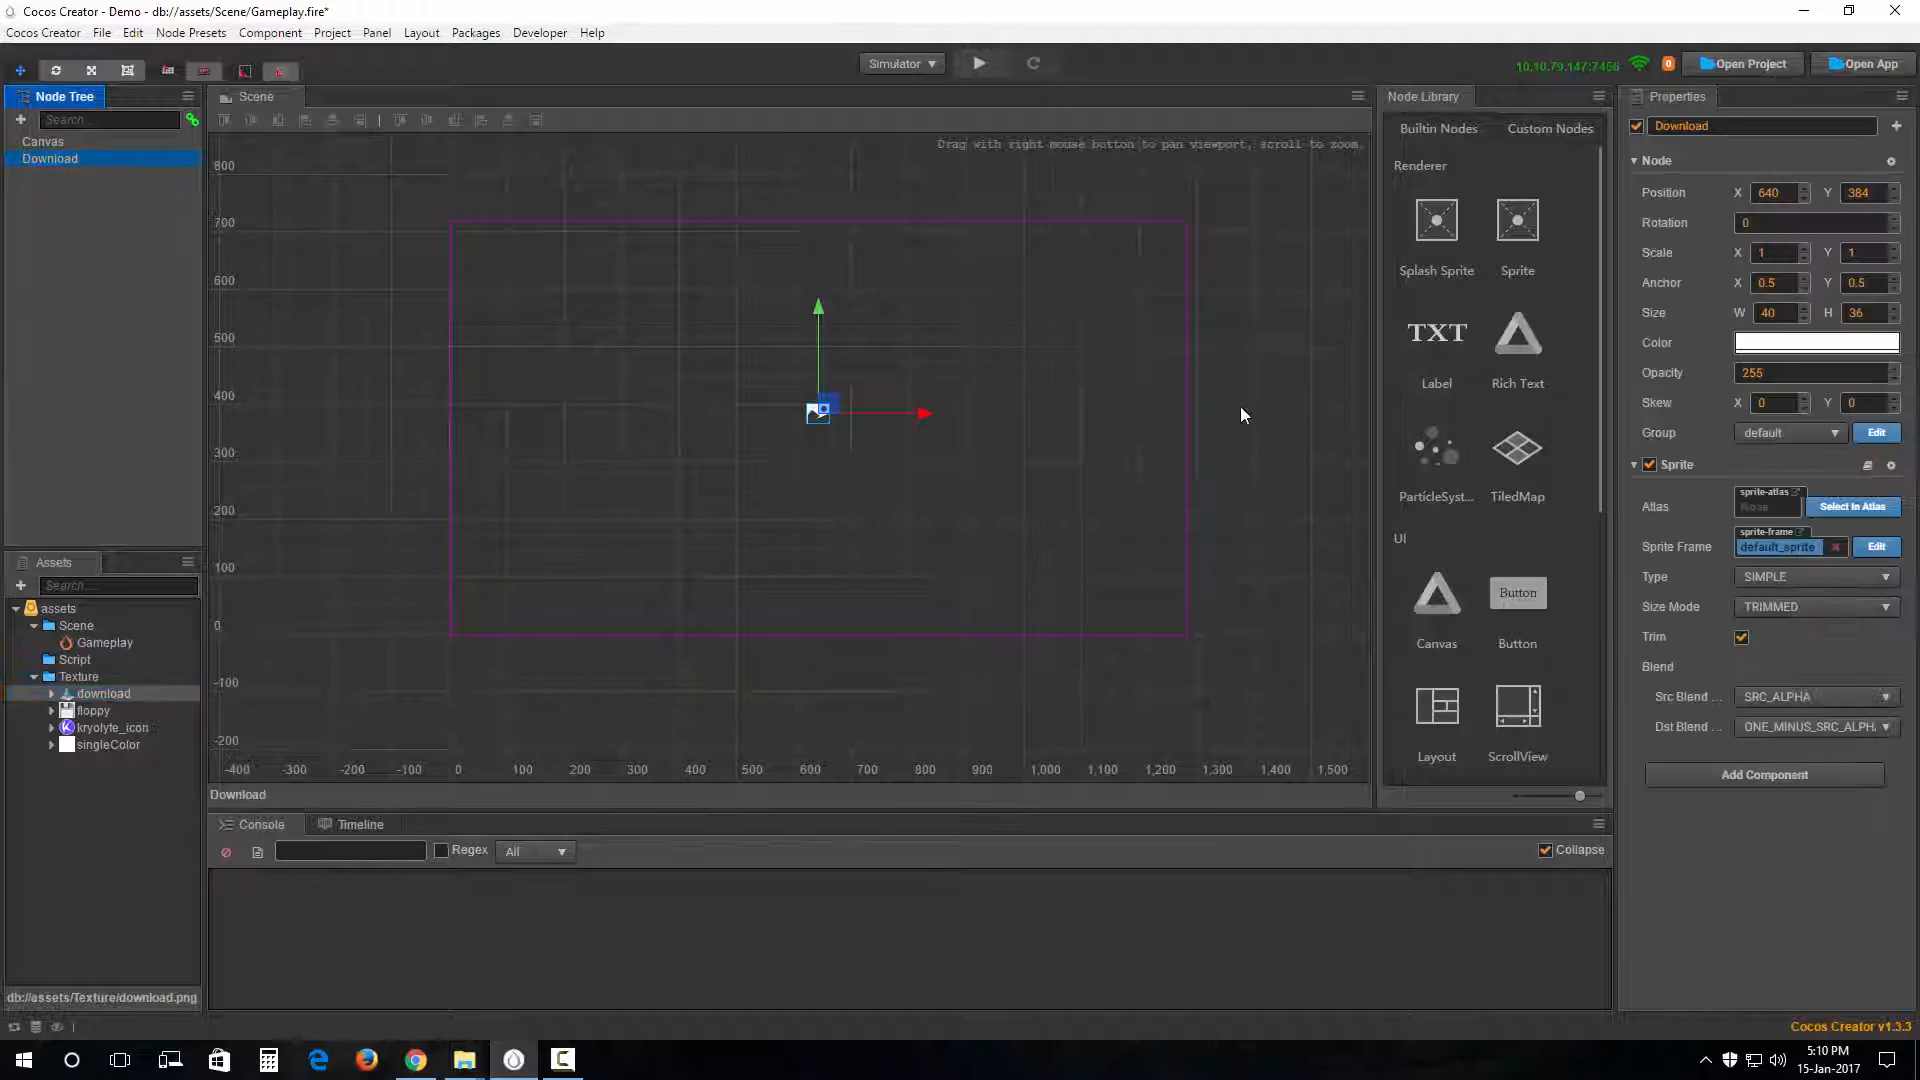 Cocos Creator - Demo - db://assets/Scene/Gameplay.fire*
Cocos Creator File Edit Node Presets Component Project Panel Layout Packages Developer Help
Simulator
10.10.79.147:7456
0
Open Project
Open App
Node Tree
Search...
Canvas
Download
Scene
Drag with right mouse button to pan viewport, scroll to zoom.
800
700
600
500
400
300
200
100
0
-100
-200
-400 -300 -200 -100 0 100 200 300 400 500 600 700 800 900 1,000 1,100 1,200 1,300 1,400 1,500
Download
Node Library
Builtin Nodes Custom Nodes
Renderer
Splash Sprite Sprite
TXT
Label Rich Text
ParticleSyst... TiledMap
UI
Button
Canvas Button
Layout ScrollView
Properties
Download
Node
Position X 640 Y 384
Rotation 0
Scale X 1 Y 1
Anchor X 0.5 Y 0.5
Size W 40 H 36
Color
Opacity 255
Skew X 0 Y 0
Group default Edit
Sprite
sprite-atlas
Atlas None Select In Atlas
sprite-frame
Sprite Frame default_sprite Edit
Type SIMPLE
Size Mode TRIMMED
Trim
Blend
Src Blend ... SRC_ALPHA
Dst Blend ... ONE_MINUS_SRC_ALPH
Add Component
Assets
Search...
assets
Scene
Gameplay
Script
Texture
download
floppy
kryolyte_icon
singleColor
db://assets/Texture/download.png
Console Timeline
Regex All Collapse
Cocos Creator v1.3.3
5:10 PM
15-Jan-2017